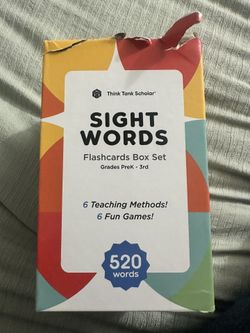 Think Tank Scholar®
SIGHT
WORDS
Flashcards Box Set
Grades PreK - 3rd
6 Teaching Methods!
6 Fun Games!
520
words